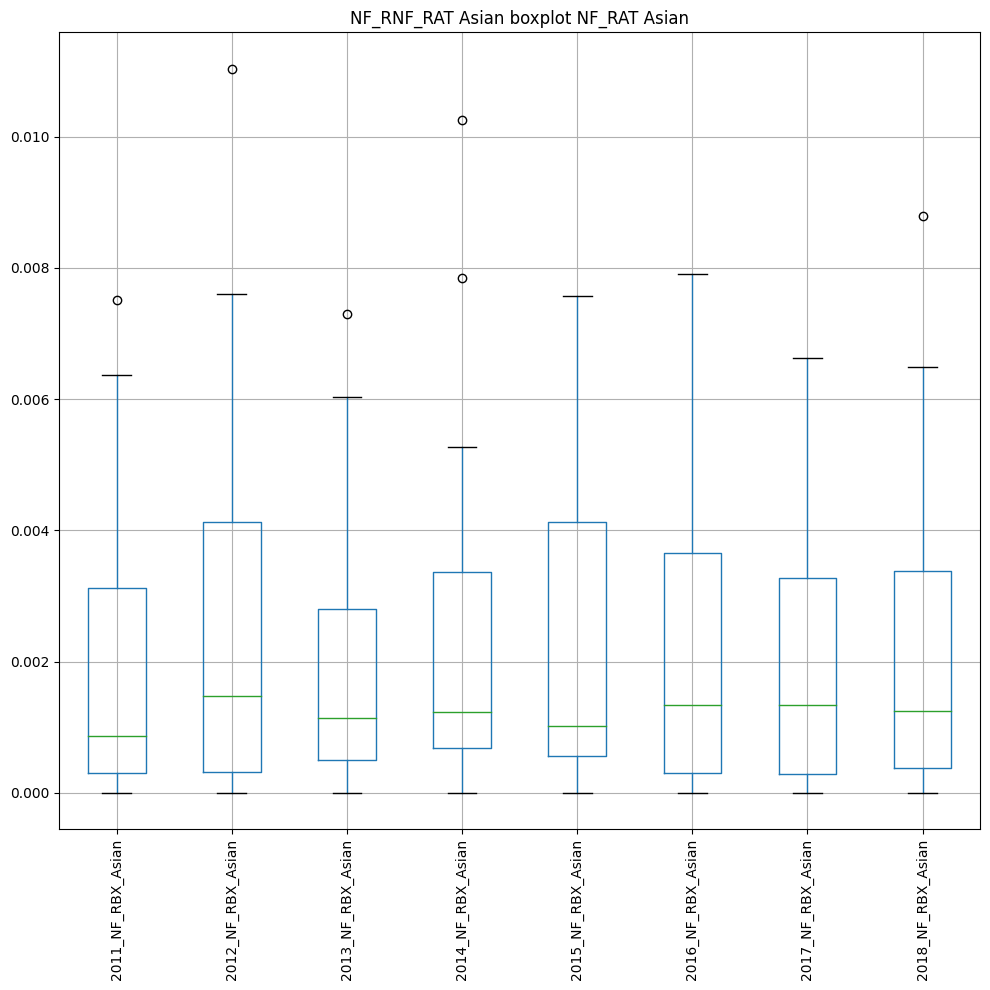 NF_RNF_RAT Asian boxplot NF_RAT Asian
0.010
0.008
0.006
0.004
0.002
0.000
2011_NF_RBX_Asian
2012_NF_RBX_Asian
2013_NF_RBX_Asian
2014_NF_RBX_Asian
2015_NF_RBX_Asian
2016_NF_RBX_Asian
2017_NF_RBX_Asian
2018_NF_RBX_Asian